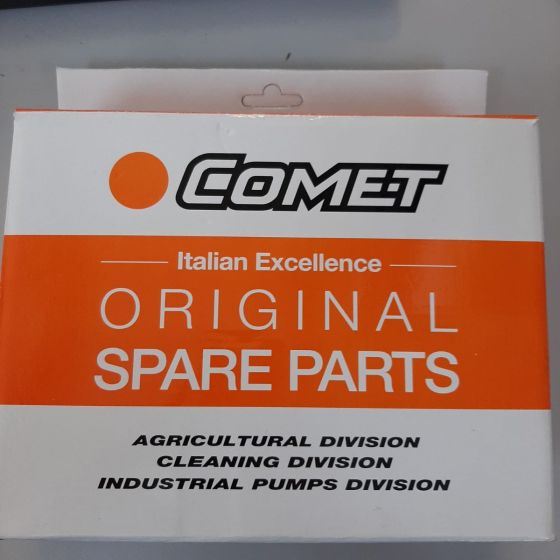 COMET
Italian Excellence
ORIGINAL
SPARE PARTS
AGRICULTURAL DIVISION
CLEANING DIVISION
INDUSTRIAL PUMPS DIVISION